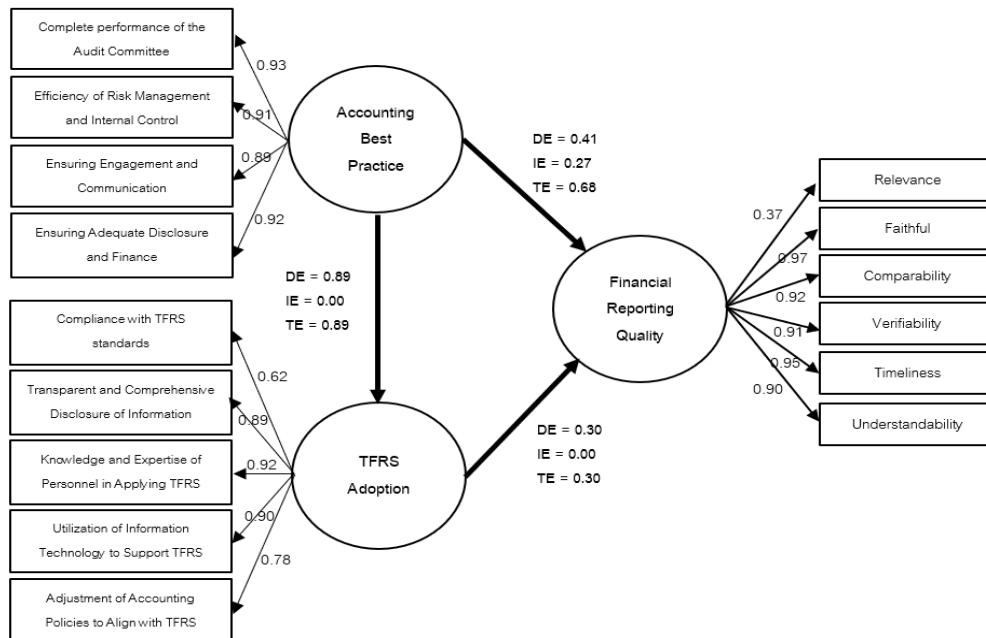 Complete performance of the
Audit Committee
Efficiency of Risk Management
and Internal Control
Ensuring Engagement and
Communication
Ensuring Adequate Disclosure
and Finance
0.93
0.91
0.89
0.92
Accounting
Best
Practice
DE = 0.41
IE = 0.27
TE = 0.68
DE = 0.89
IE = 0.00
TE = 0.89
Compliance with TFRS
standards
Transparent and Comprehensive
Disclosure of Information
Knowledge and Expertise of
Personnel in Applying TFRS
Utilization of Information
Technology to Support TFRS
Adjustment of Accounting
Policies to Align with TFRS
0.62
0.89
0.92
0.90
0.78
TFRS
Adoption
DE = 0.30
IE = 0.00
TE = 0.30
Financial
Reporting
Quality
0.37
0.97
0.92
0.91
0.95
0.90
Relevance
Faithful
Comparability
Verifiability
Timeliness
Understandability